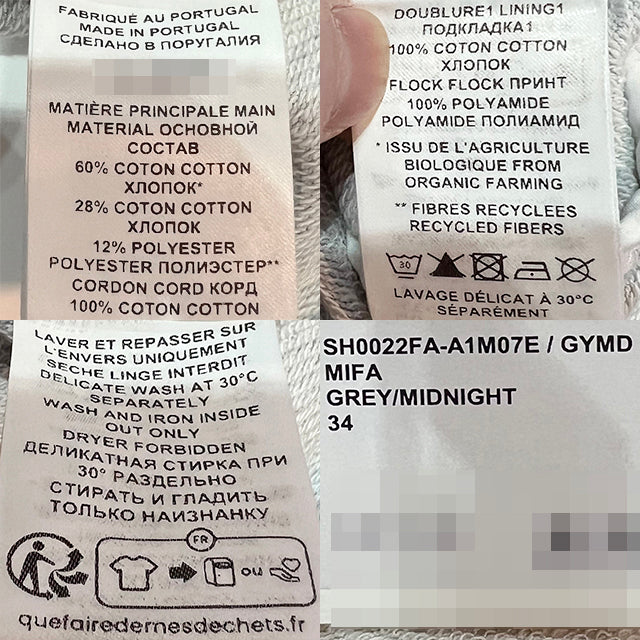 FABRIQUÉ AU PORTUGAL
MADE IN PORTUGAL
СДЕЛАНО В ПОРУГАЛИЯ
MATIÈRE PRINCIPALE MAIN
MATERIAL ОСНОВНОЙ
СОСТАВ
60% COTON COTTON
ХЛОПОК*
28% COTON COTTON
ХЛОПОК
12% POLYESTER
POLYESTER ПОЛИЭСТЕР**
CORDON CORD КОРД
100% COTON COTTON
DOUBLURE1 LINING1
ПОДКЛАДКА1
100% COTON COTTON
ХЛОПОК
FLOCK FLOCK ПРИНТ
100% POLYAMIDE
POLYAMIDE ПОЛИАМИД
* ISSU DE L'AGRICULTURE
BIOLOGIQUE FROM
ORGANIC FARMING
** FIBRES RECYCLEES
RECYCLED FIBERS
30
LAVAGE DÉLICAT À 30°C
SÉPARÉMENT
LAVER ET REPASSER SUR
L'ENVERS UNIQUEMENT
SÈCHE LINGE INTERDIT
DELICATE WASH AT 30°C
SEPARATELY
WASH AND IRON INSIDE
OUT ONLY
DRYER FORBIDDEN
ДЕЛИКАТНАЯ СТИРКА ПРИ
30° РАЗДЕЛЬНО
СТИРАТЬ И ГЛАДИТЬ
ТОЛЬКО НАИЗНАНКУ
FR
OU
quefairedemesdechets.fr
SH0022FA-A1M07E / GYMD
MIFA
GREY/MIDNIGHT
34